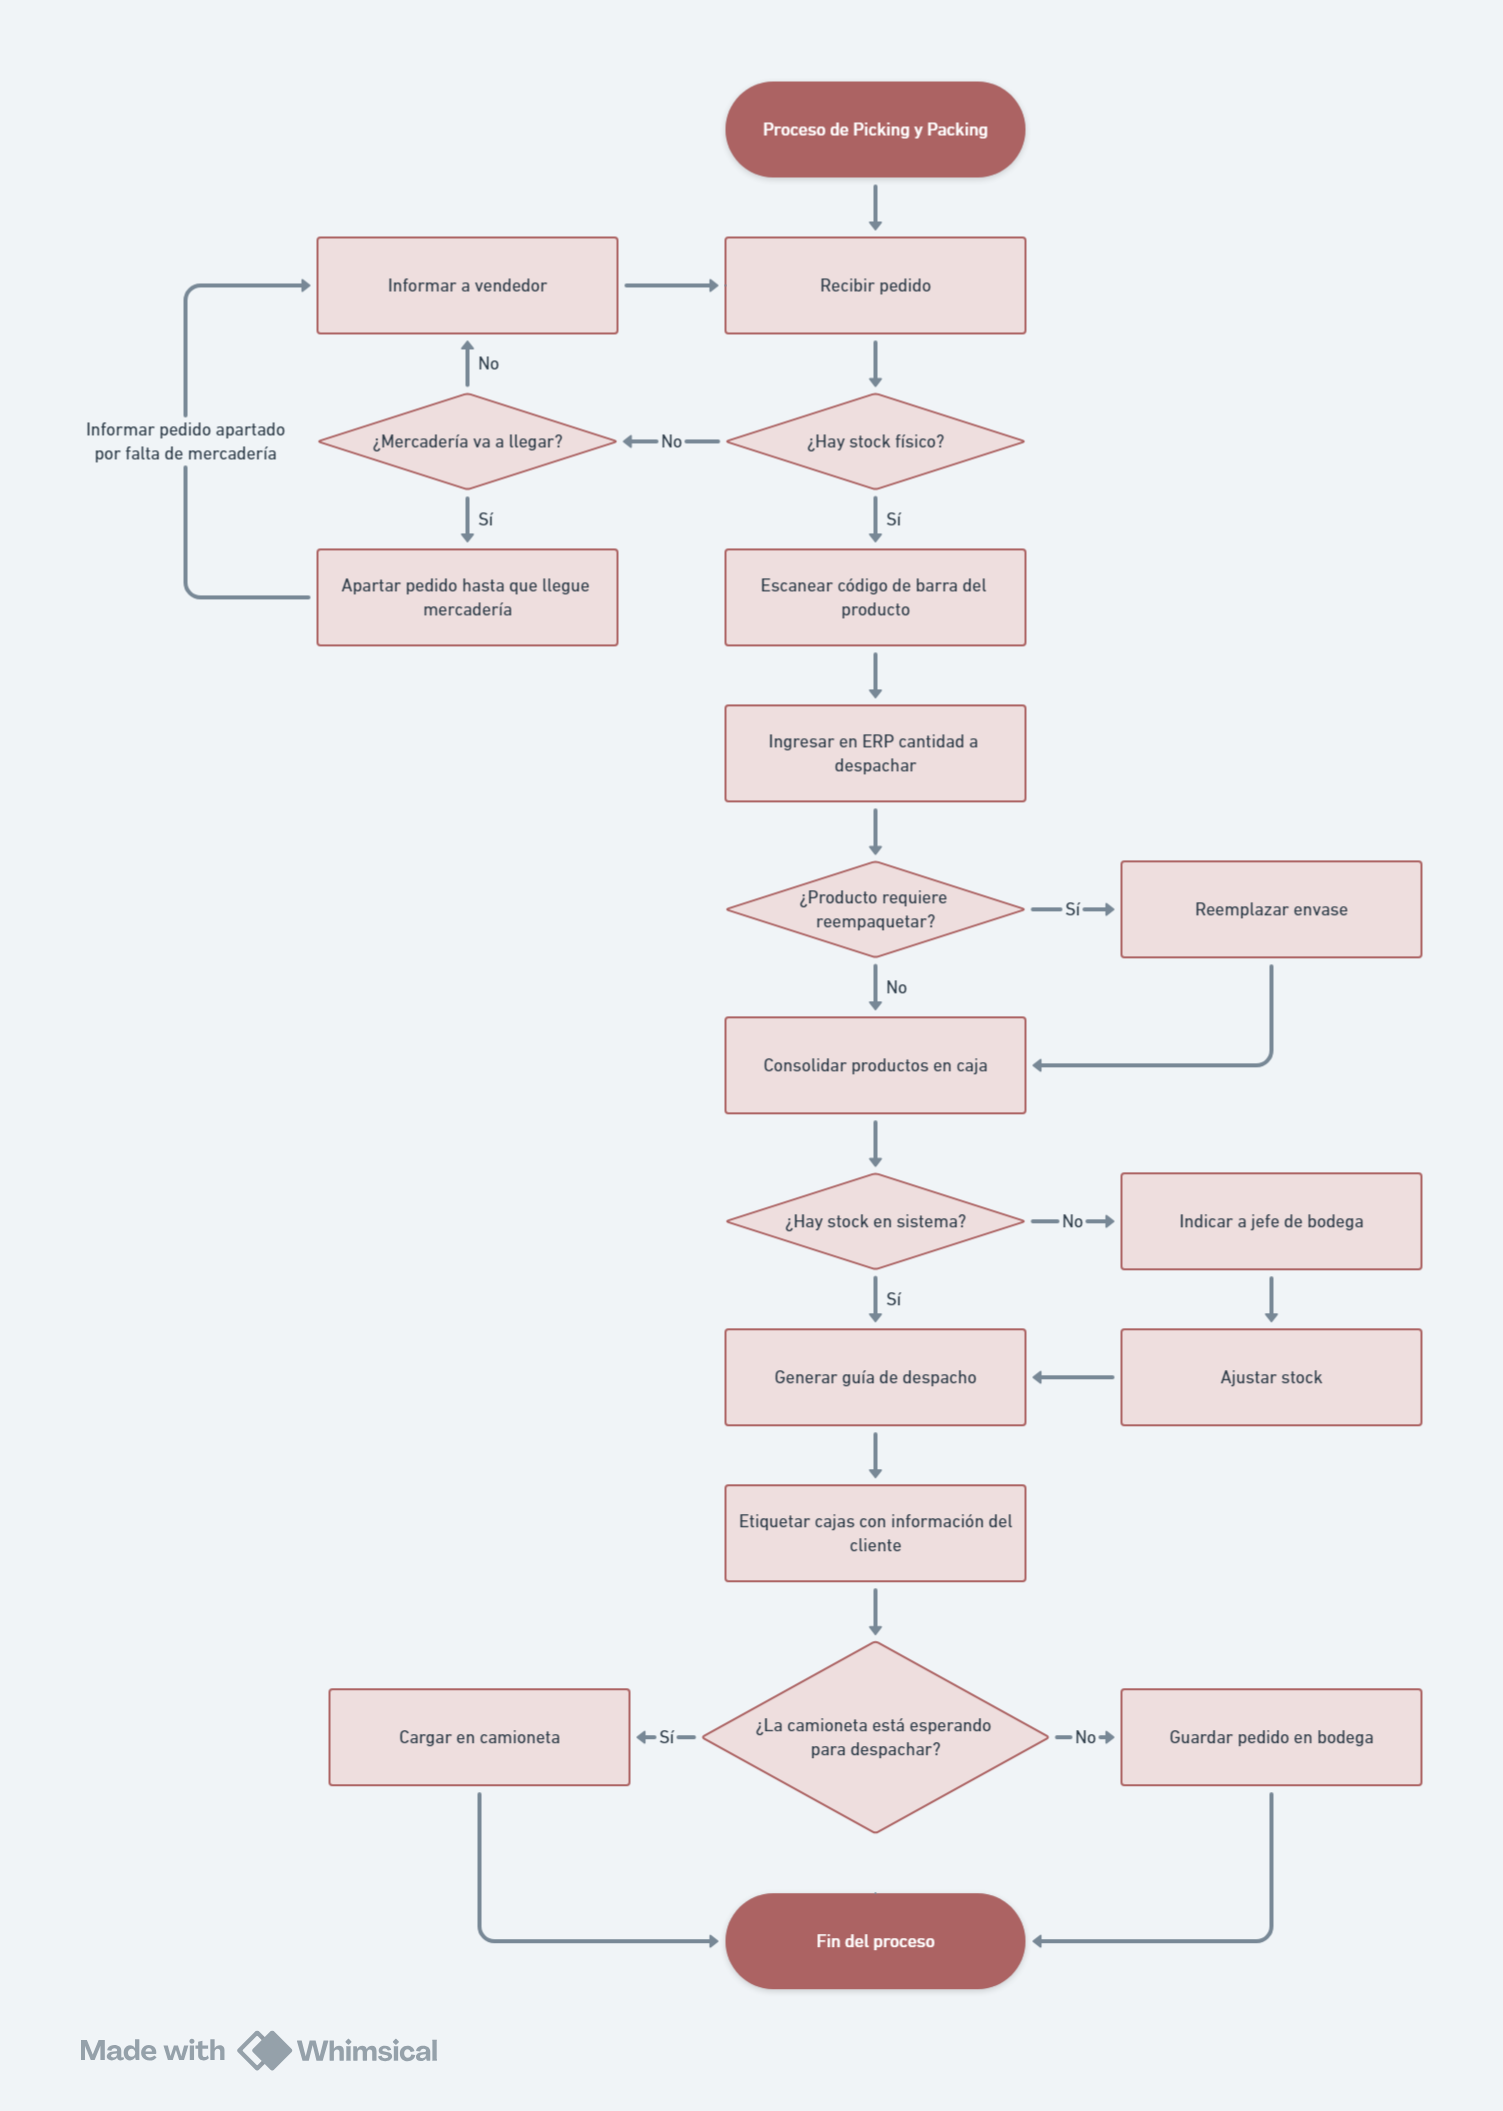 Proceso de Picking y Packing
Informar a vendedor
Recibir pedido
No
Informar pedido apartado
por falta de mercadería
¿Mercadería va a llegar?
No
¿Hay stock físico?
Sí
Sí
Apartar pedido hasta que llegue
mercadería
Escanear código de barra del
producto
Ingresar en ERP cantidad a
despachar
¿Producto requiere
reempaquetar?
Sí
Reemplazar envase
No
Consolidar productos en caja
¿Hay stock en sistema?
No
Indicar a jefe de bodega
Sí
Generar guía de despacho
Ajustar stock
Etiquetar cajas con información del
cliente
Cargar en camioneta
Sí
¿La camioneta está esperando
para despachar?
No
Guardar pedido en bodega
Fin del proceso
Made with Whimsical